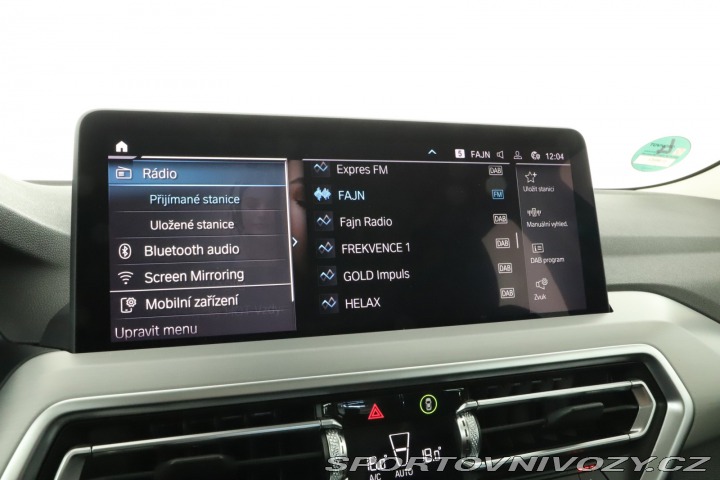 FAJN 12:04
Rádio
Přijímané stanice
Uložené stanice
Bluetooth audio
Screen Mirroring
Mobilní zařízení
Upravit menu
Expres FM DAB
FAJN FM
Fajn Radio DAB
FREKVENCE 1 DAB
GOLD Impuls DAB
HELAX DAB
Uložit stanici
Manuální vyhled.
DAB program
Zvuk
A/C
AUTO
SPORTOVNIVOZY.CZ